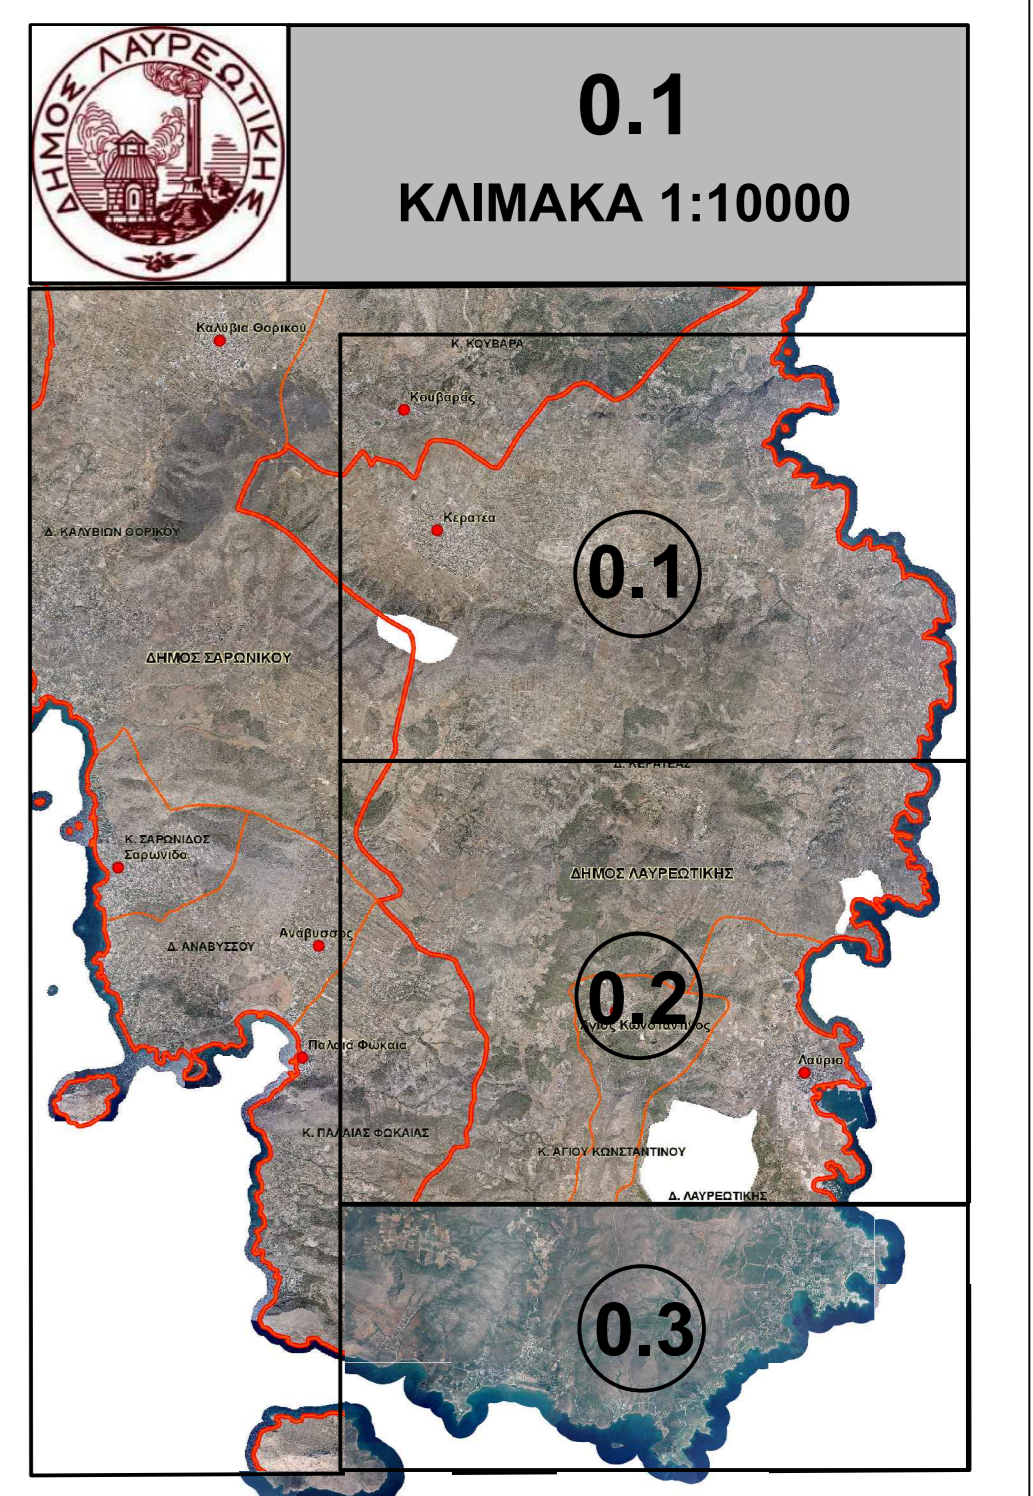 ΔΗΜΟΣ ΛΑΥΡΕΩΤΙΚΗΣ
0.1
ΚΛΙΜΑΚΑ 1:10000
Καλύβια Θορικού
Κ. ΚΟΥΒΑΡΑ
Κουβαράς
Κερατέα
Δ. ΚΑΛΥΒΙΩΝ ΘΟΡΙΚΟΥ
0.1
ΔΗΜΟΣ ΣΑΡΩΝΙΚΟΥ
Δ. ΚΕΡΑΤΕΑΣ
Κ. ΣΑΡΩΝΙΔΟΣ
Σαρωνίδα
ΔΗΜΟΣ ΛΑΥΡΕΩΤΙΚΗΣ
Ανάβυσσος
Δ. ΑΝΑΒΥΣΣΟΥ
0.2
Άγιος Κωνσταντίνος
Παλαιά Φώκαια
Λαύριο
Κ. ΠΑΛΑΙΑΣ ΦΩΚΑΙΑΣ
Κ. ΑΓΙΟΥ ΚΩΝΣΤΑΝΤΙΝΟΥ
Δ. ΛΑΥΡΕΩΤΙΚΗΣ
0.3